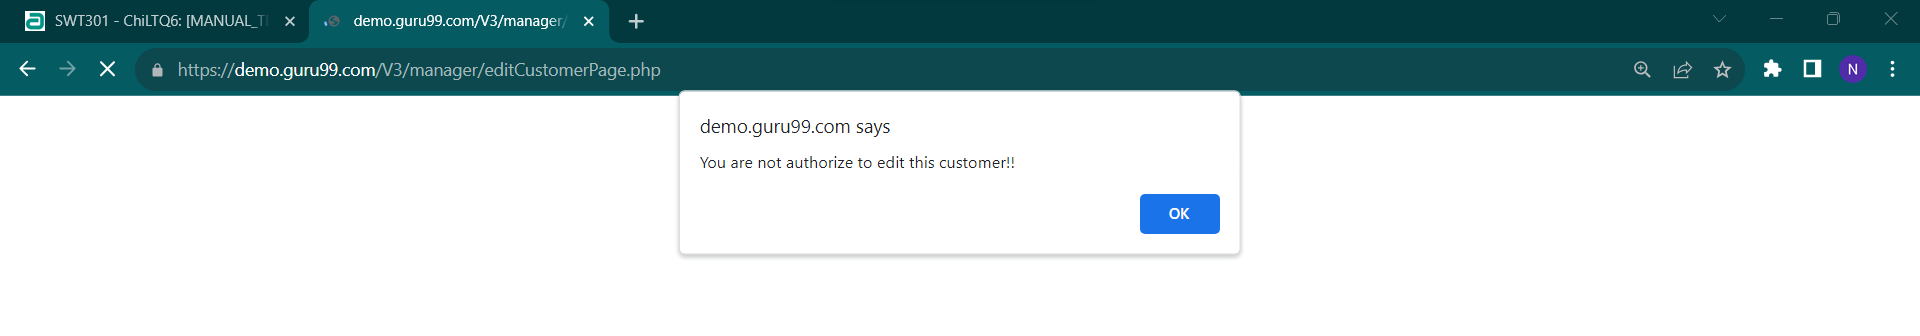 SWT301 - ChiLTQ6: [MANUAL_T
demo.guru99.com/V3/manager/
https://demo.guru99.com/V3/manager/editCustomerPage.php
N
demo.guru99.com says
You are not authorize to edit this customer!!
OK